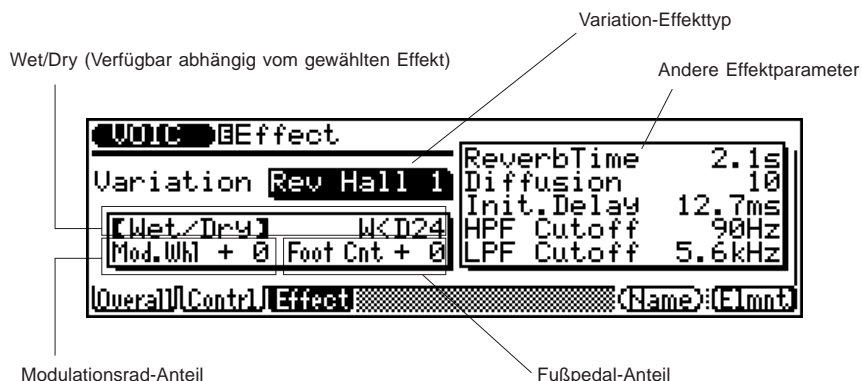 Variation-Effekttyp
Wet/Dry (Verfügbar abhängig vom gewählten Effekt)
Andere Effektparameter
VOIC EEffect
Variation Rev Hall 1
[Wet/Dry] W<D24
Mod.Whl + 0 Foot Cnt + 0
ReverbTime 2.1s
Diffusion 10
Init.Delay 12.7ms
HPF Cutoff 90Hz
LPF Cutoff 5.6kHz
Overall Contrl Effect (Name) (Elmnt)
Modulationsrad-Anteil
Fußpedal-Anteil